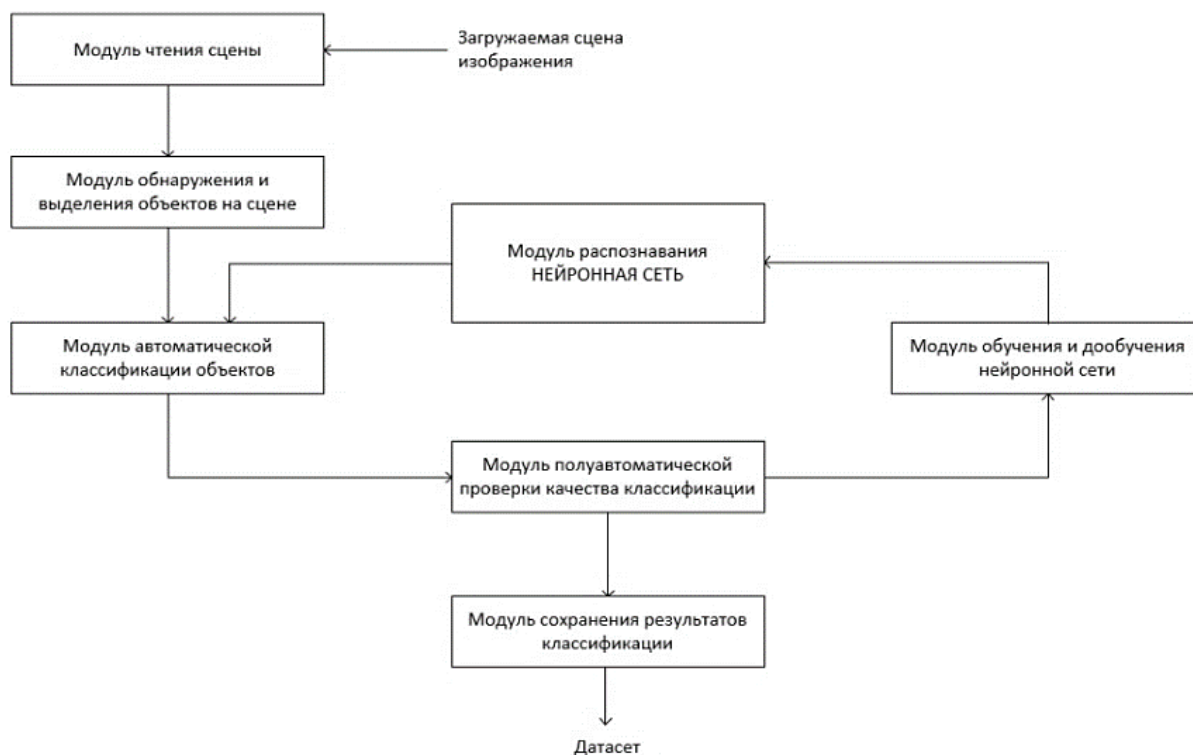 Модуль чтения сцены
Загружаемая сцена
изображения
Модуль обнаружения и
выделения объектов на сцене
Модуль распознавания
НЕЙРОННАЯ СЕТЬ
Модуль автоматической
классификации объектов
Модуль обучения и дообучения
нейронной сети
Модуль полуавтоматической
проверки качества классификации
Модуль сохранения результатов
классификации
Датасет